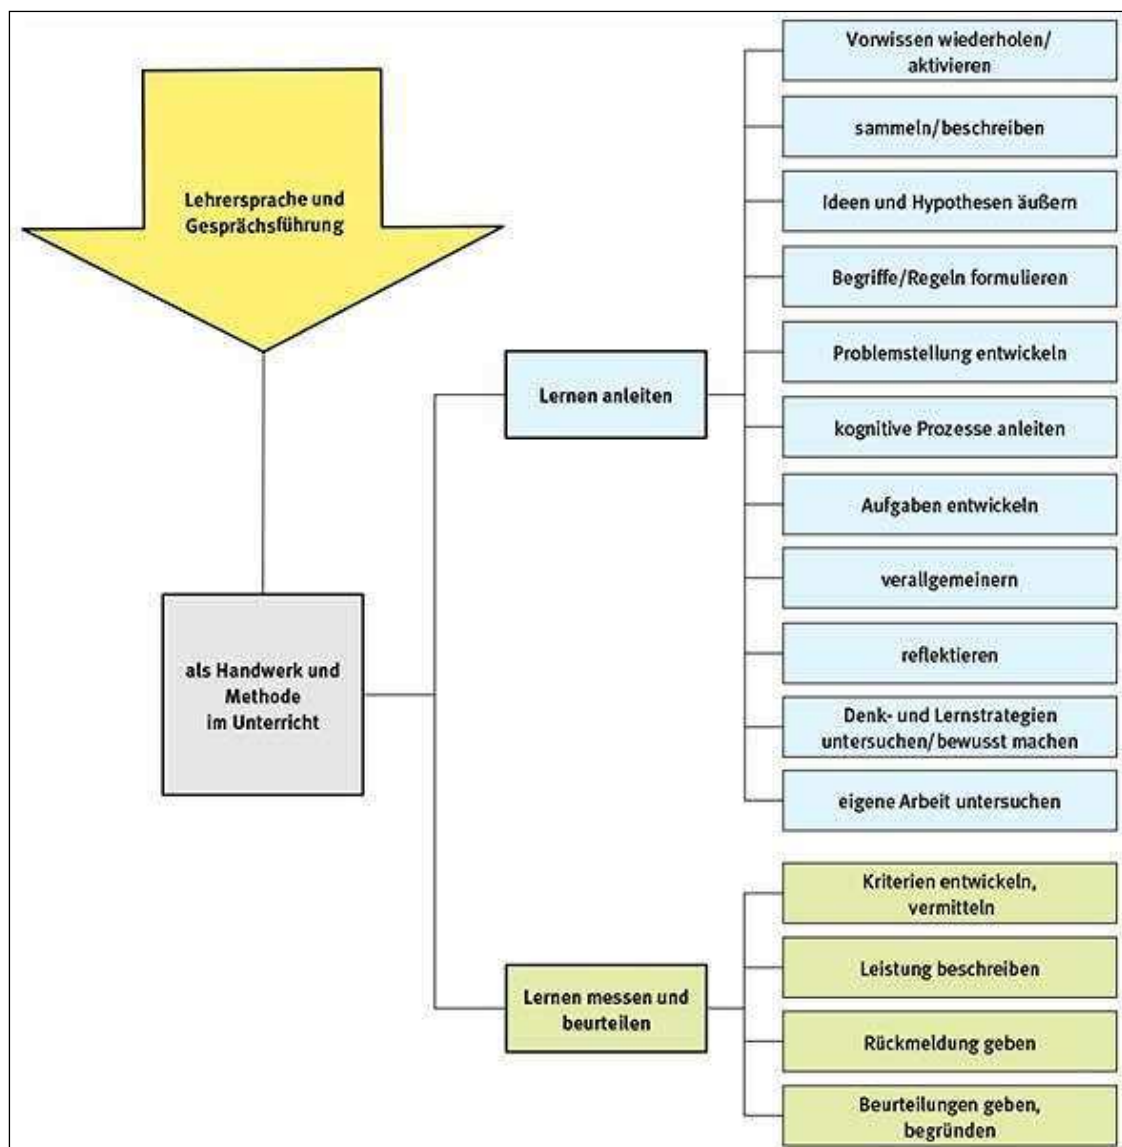 Lehrersprache und
Gesprächsführung
als Handwerk und
Methode
im Unterricht
Lernen anleiten
Vorwissen wiederholen/
aktivieren
sammeln/beschreiben
Ideen und Hypothesen äußern
Begriffe/Regeln formulieren
Problemstellung entwickeln
kognitive Prozesse anleiten
Aufgaben entwickeln
verallgemeinern
reflektieren
Denk- und Lernstrategien
untersuchen/bewusst machen
eigene Arbeit untersuchen
Lernen messen und
beurteilen
Kriterien entwickeln,
vermitteln
Leistung beschreiben
Rückmeldung geben
Beurteilungen geben,
begründen